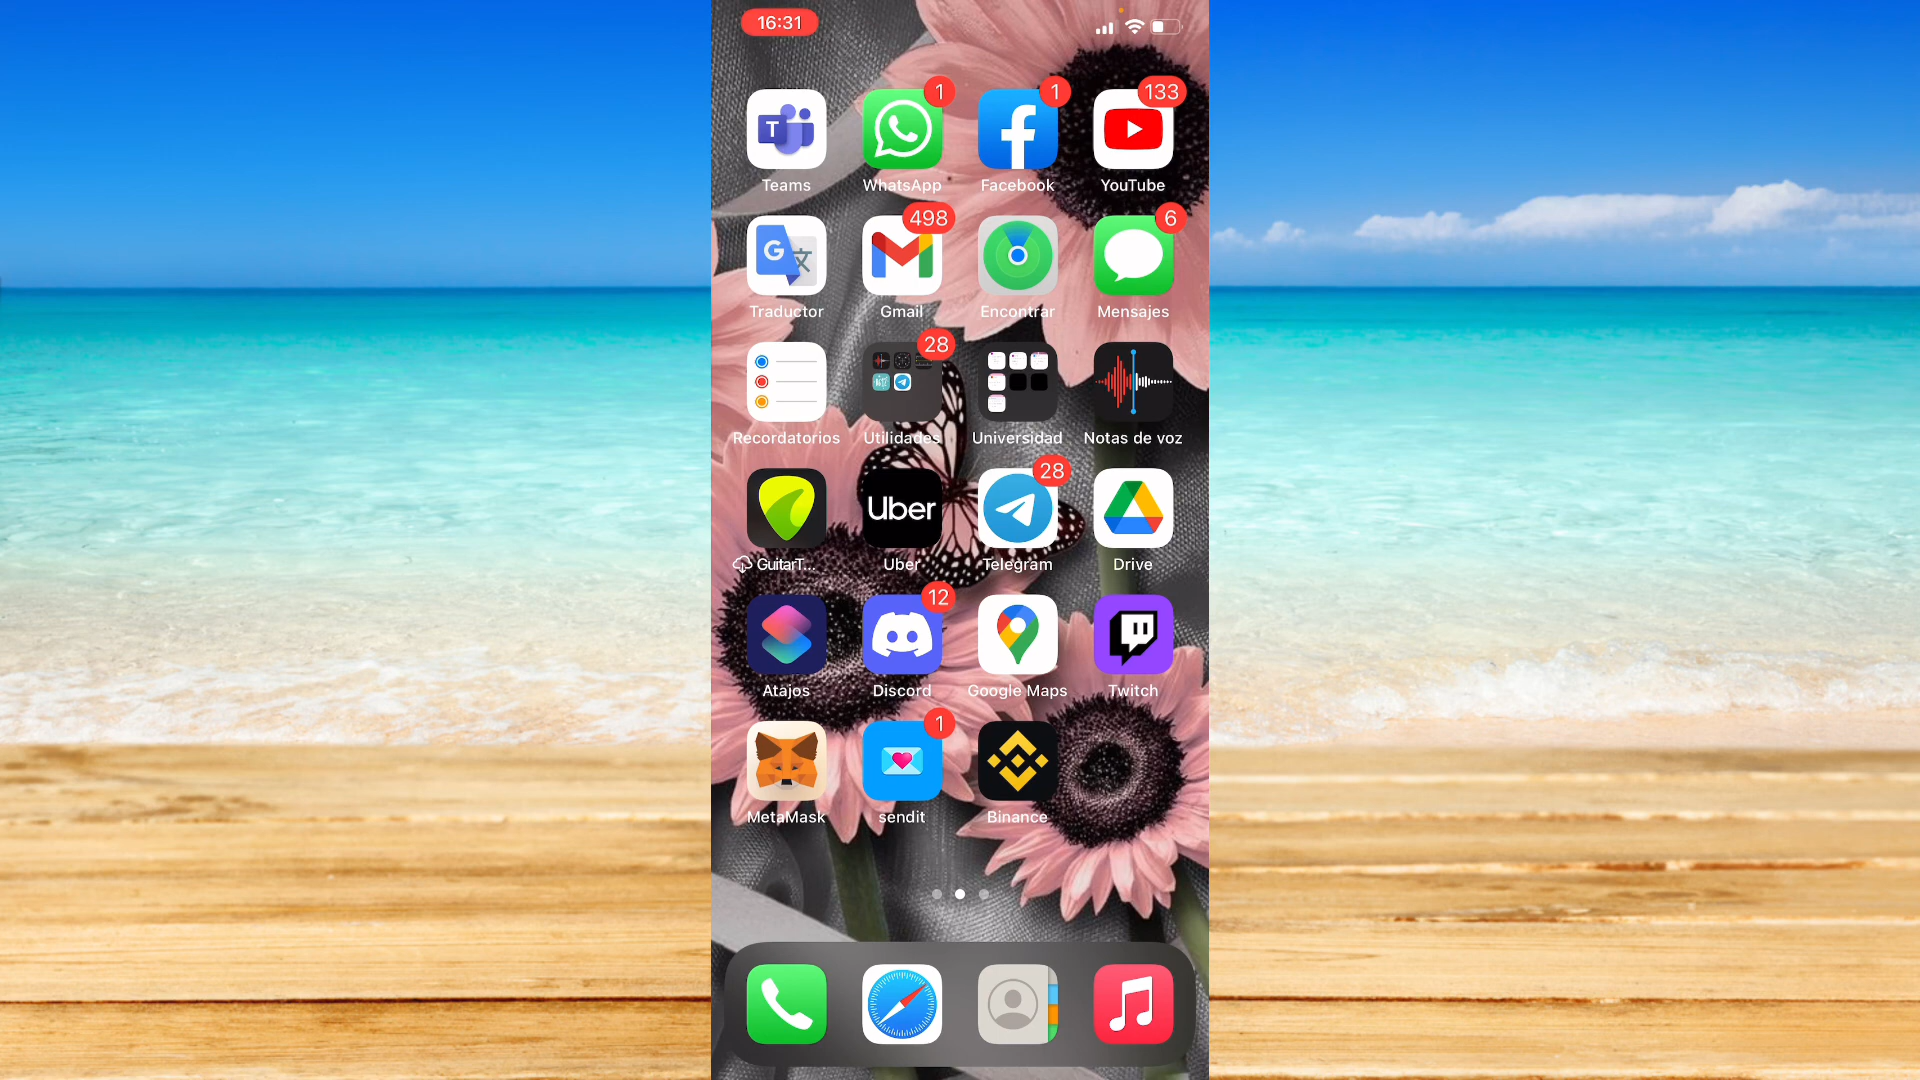 16:31
1
1
133
T
Teams
WhatsApp
Facebook
YouTube
498
6
G 文
Traductor
Gmail
Encontrar
Mensajes
28
Recordatorios
Utilidades
Universidad
Notas de voz
28
Uber
GuitarT...
Uber
Telegram
Drive
12
Atajos
Discord
Google Maps
Twitch
1
MetaMask
sendit
Binance